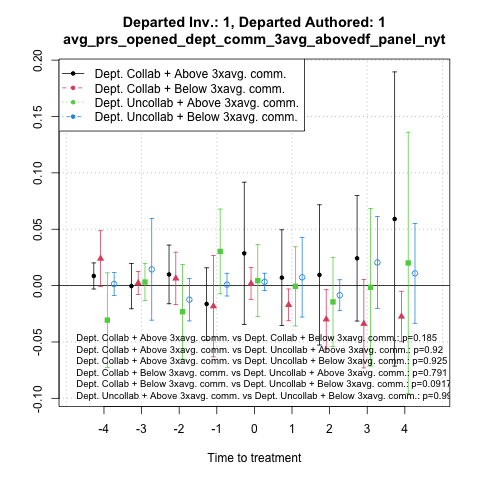 Departed Inv.: 1, Departed Authored: 1
avg_prs_opened_dept_comm_3avg_abovedf_panel_nyt
Dept. Collab + Above 3xavg. comm.
Dept. Collab + Below 3xavg. comm.
Dept. Uncollab + Above 3xavg. comm.
Dept. Uncollab + Below 3xavg. comm.
0.20
0.15
0.10
0.05
0.00
-0.05
-0.10
Dept. Collab + Above 3xavg. comm. vs Dept. Collab + Below 3xavg. comm.: p=0.185
Dept. Collab + Above 3xavg. comm. vs Dept. Uncollab + Above 3xavg. comm.: p=0.92
Dept. Collab + Above 3xavg. comm. vs Dept. Uncollab + Below 3xavg. comm.: p=0.925
Dept. Collab + Below 3xavg. comm. vs Dept. Uncollab + Above 3xavg. comm.: p=0.791
Dept. Collab + Below 3xavg. comm. vs Dept. Uncollab + Below 3xavg. comm.: p=0.0917
Dept. Uncollab + Above 3xavg. comm. vs Dept. Uncollab + Below 3xavg. comm.: p=0.99
-4 -3 -2 -1 0 1 2 3 4
Time to treatment